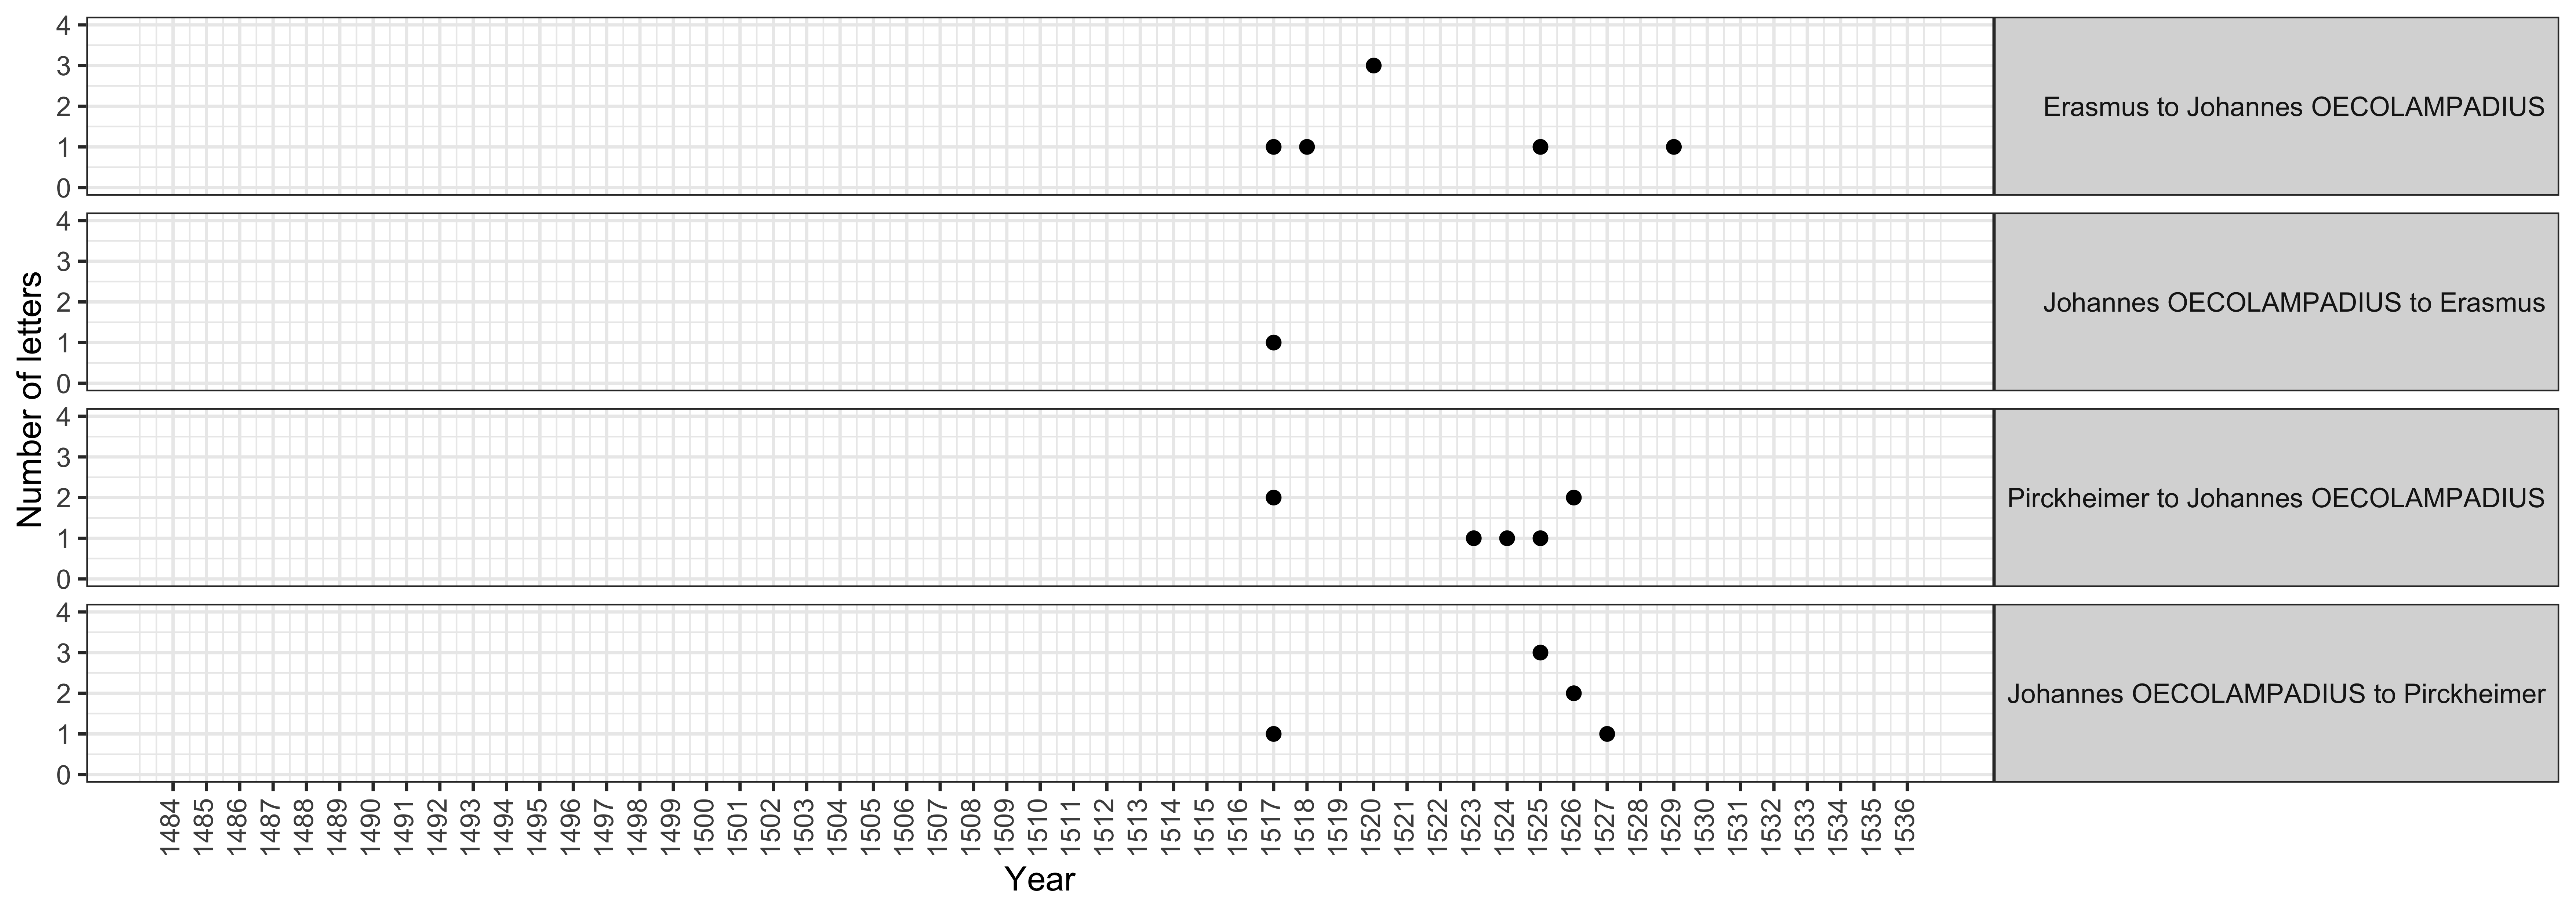 Number of letters
4
3
2
1
0
Erasmus to Johannes OECOLAMPADIUS
4
3
2
1
0
Johannes OECOLAMPADIUS to Erasmus
4
3
2
1
0
Pirckheimer to Johannes OECOLAMPADIUS
4
3
2
1
0
Johannes OECOLAMPADIUS to Pirckheimer
1484 1485 1486 1487 1488 1489 1490 1491 1492 1493 1494 1495 1496 1497 1498 1499 1500 1501 1502 1503 1504 1505 1506 1507 1508 1509 1510 1511 1512 1513 1514 1515 1516 1517 1518 1519 1520 1521 1522 1523 1524 1525 1526 1527 1528 1529 1530 1531 1532 1533 1534 1535 1536
Year